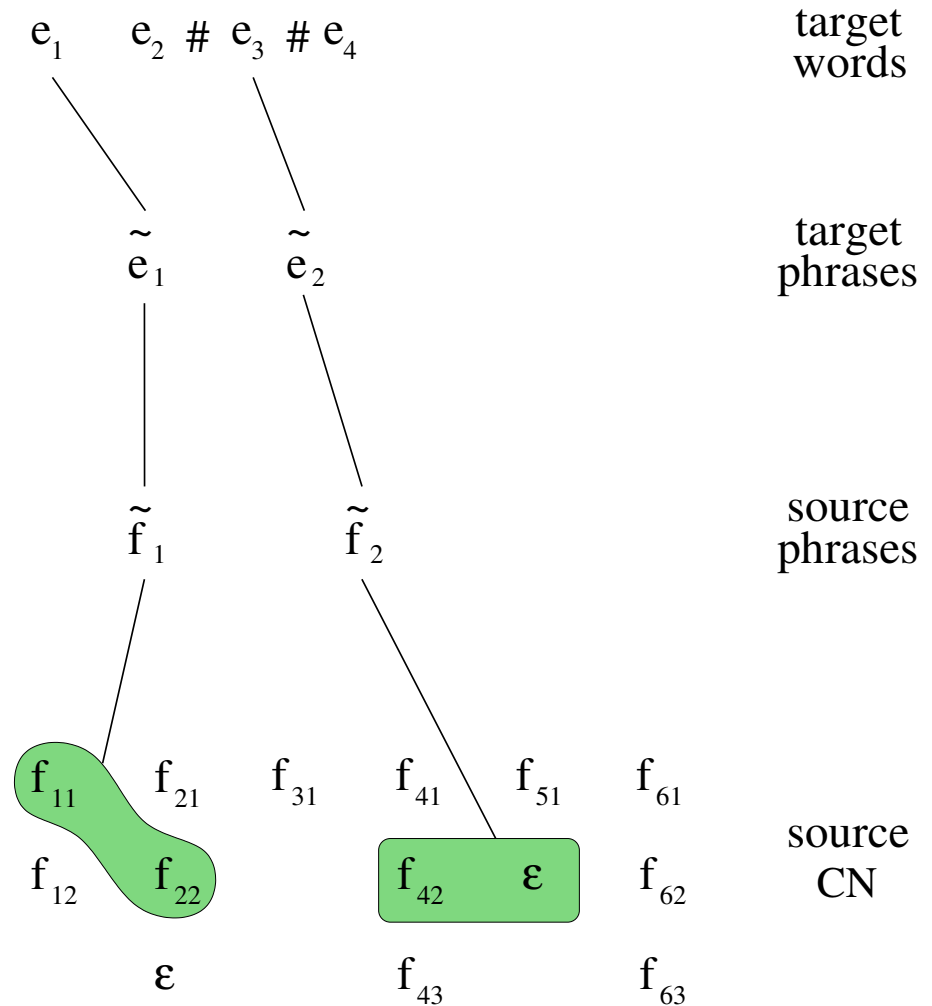 e₁ e₂ # e₃ # e₄ target words
ẽ₁ ẽ₂ target phrases
f̃₁ f̃₂ source phrases
f₁₁ f₂₁ f₃₁ f₄₁ f₅₁ f₆₁
f₁₂ f₂₂ f₄₂ ε f₆₂ source CN
ε f₄₃ f₆₃